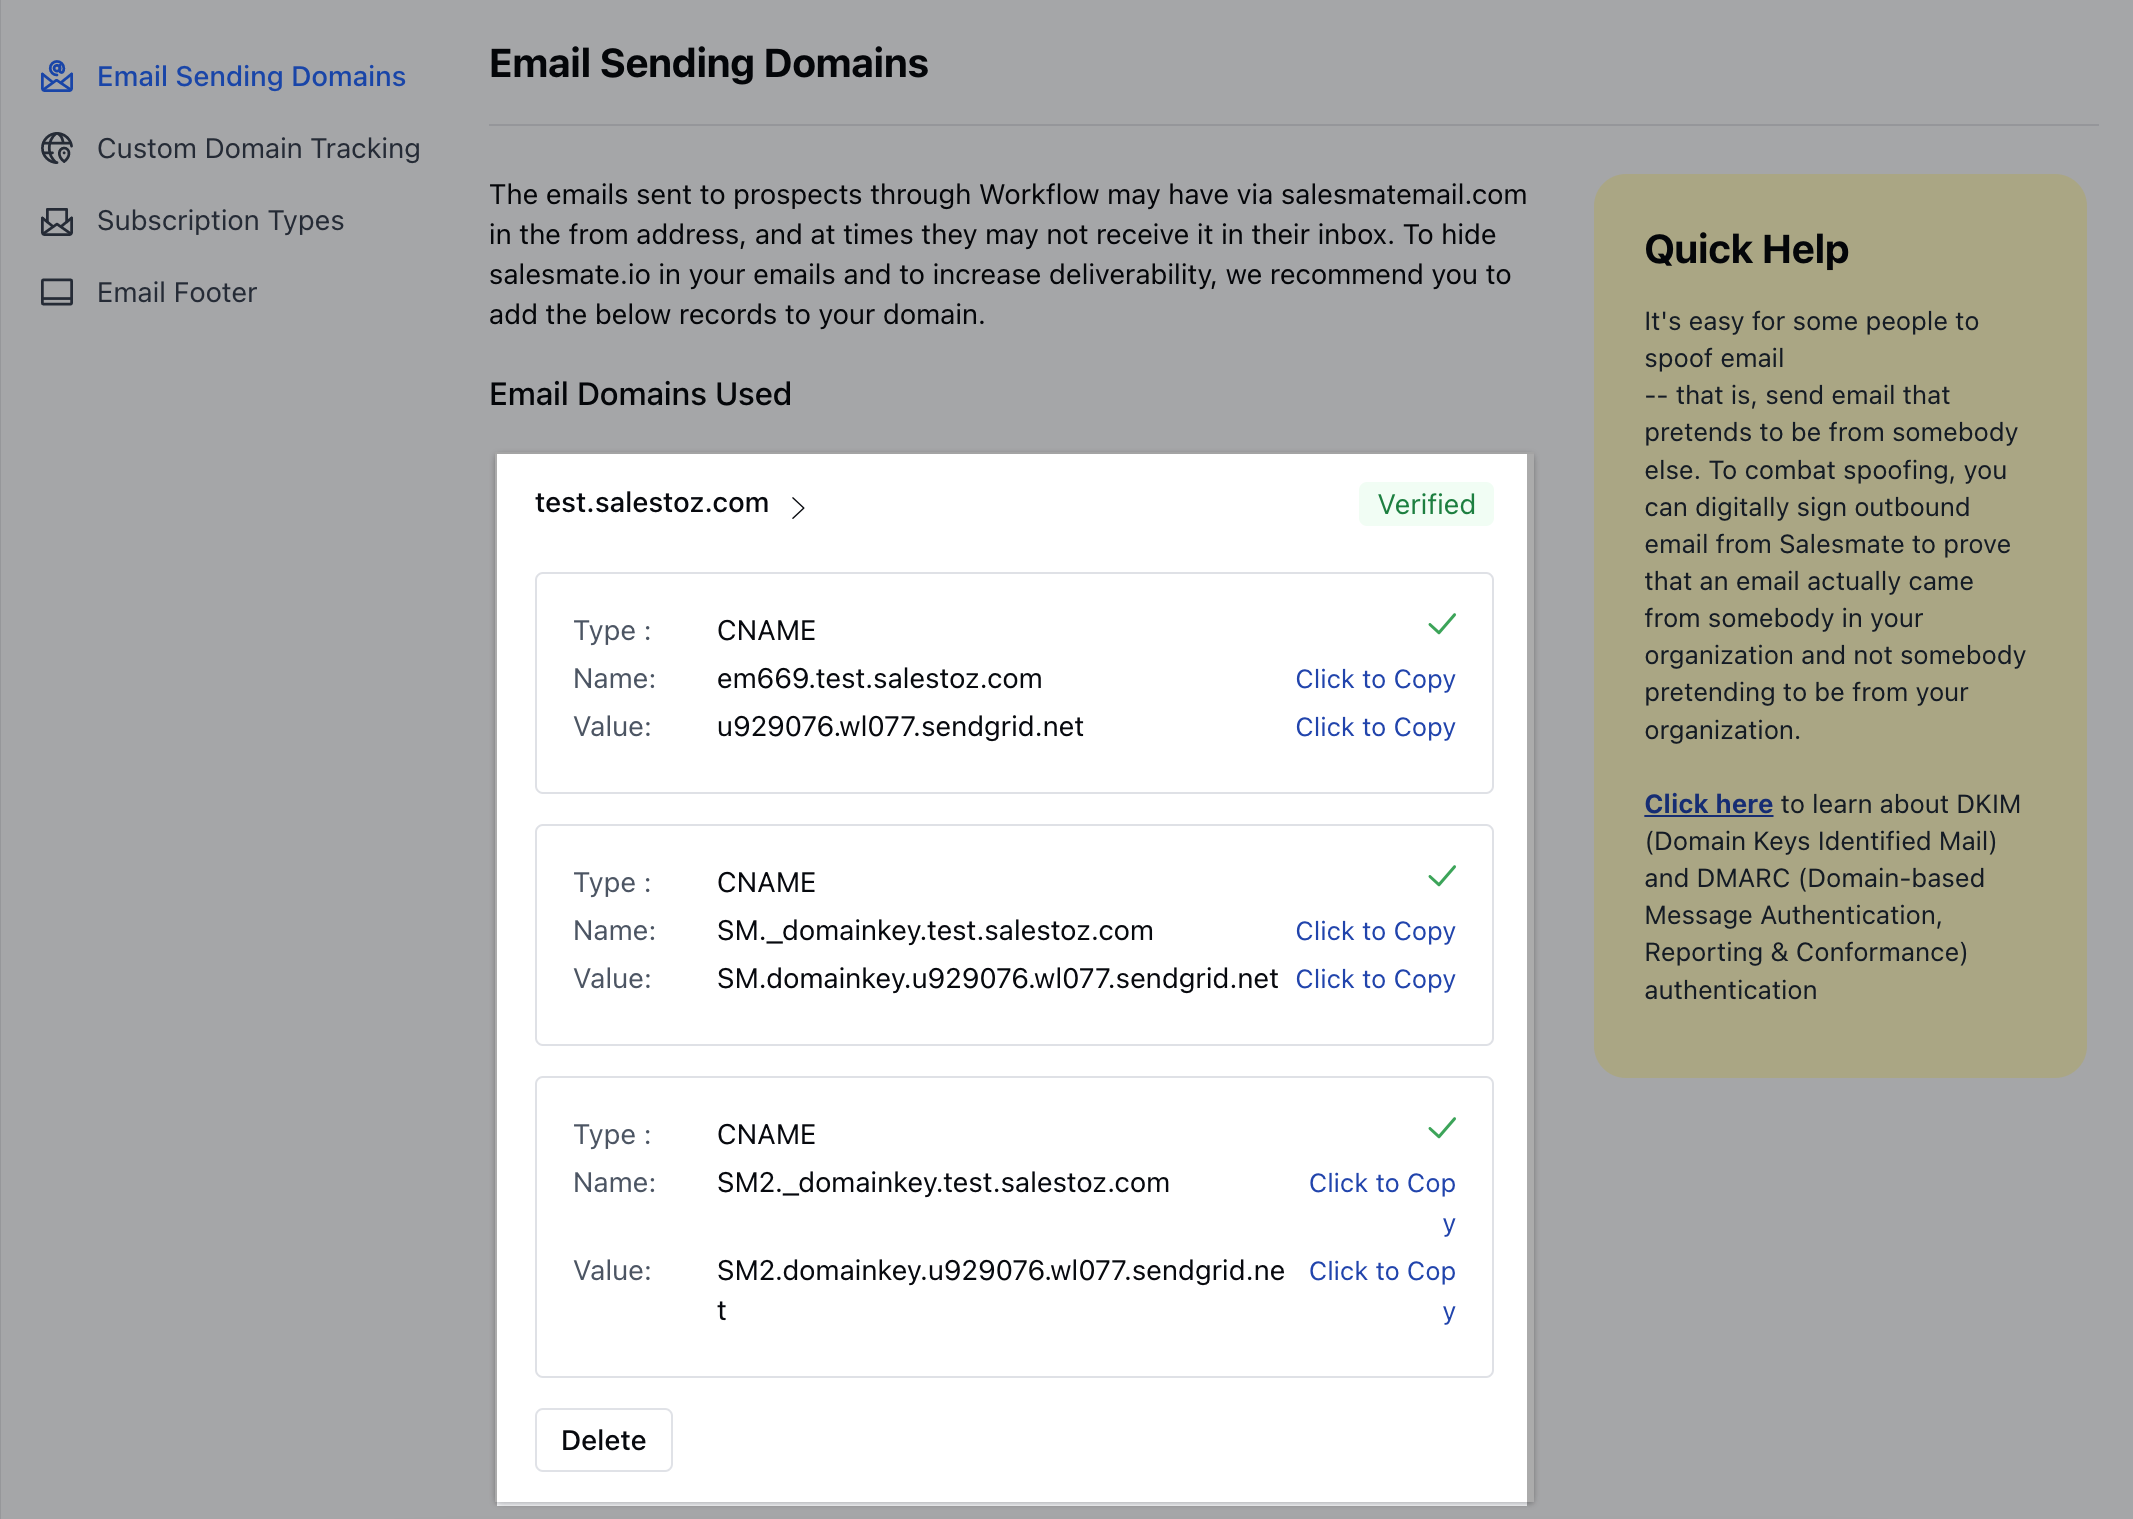 Email Sending Domains
Custom Domain Tracking
Subscription Types
Email Footer
Email Sending Domains
The emails sent to prospects through Workflow may have via salesmatemail.com
in the from address, and at times they may not receive it in their inbox. To hide
salesmate.io in your emails and to increase deliverability, we recommend you to
add the below records to your domain.
Email Domains Used
test.salestoz.com
Verified
Type : CNAME
Name: em669.test.salestoz.com Click to Copy
Value: u929076.wl077.sendgrid.net Click to Copy
Type : CNAME
Name: SM._domainkey.test.salestoz.com Click to Copy
Value: SM.domainkey.u929076.wl077.sendgrid.net Click to Copy
Type : CNAME
Name: SM2._domainkey.test.salestoz.com Click to Cop
y
Value: SM2.domainkey.u929076.wl077.sendgrid.ne Click to Cop
t y
Delete
Quick Help
It's easy for some people to
spoof email
-- that is, send email that
pretends to be from somebody
else. To combat spoofing, you
can digitally sign outbound
email from Salesmate to prove
that an email actually came
from somebody in your
organization and not somebody
pretending to be from your
organization.
Click here to learn about DKIM
(Domain Keys Identified Mail)
and DMARC (Domain-based
Message Authentication,
Reporting & Conformance)
authentication